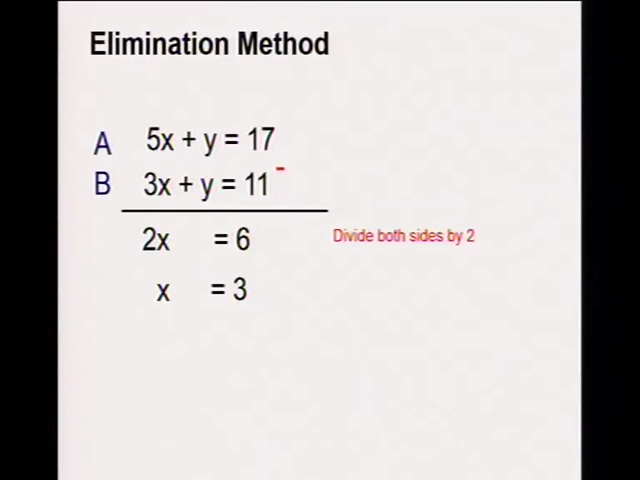 Elimination Method
A 5x + y = 17
-
B 3x + y = 11
2x = 6 Divide both sides by 2
x = 3